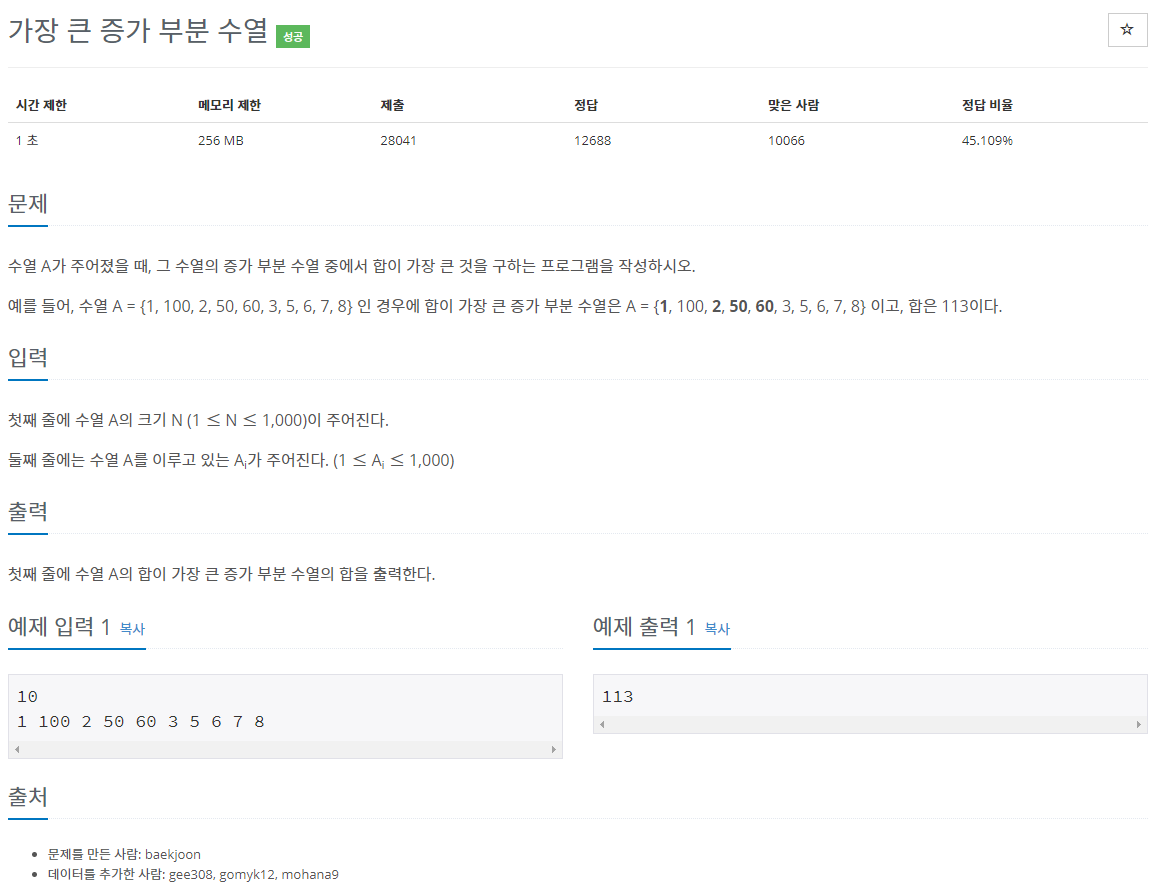 가장 큰 증가 부분 수열 성공
☆
시간 제한 메모리 제한 제출 정답 맞은 사람 정답 비율
1 초 256 MB 28041 12688 10066 45.109%
문제
수열 A가 주어졌을 때, 그 수열의 증가 부분 수열 중에서 합이 가장 큰 것을 구하는 프로그램을 작성하시오.
예를 들어, 수열 A = {1, 100, 2, 50, 60, 3, 5, 6, 7, 8} 인 경우에 합이 가장 큰 증가 부분 수열은 A = {1, 100, 2, 50, 60, 3, 5, 6, 7, 8} 이고, 합은 113이다.
입력
첫째 줄에 수열 A의 크기 N (1 ≤ N ≤ 1,000)이 주어진다.
둘째 줄에는 수열 A를 이루고 있는 Ai가 주어진다. (1 ≤ Ai ≤ 1,000)
출력
첫째 줄에 수열 A의 합이 가장 큰 증가 부분 수열의 합을 출력한다.
예제 입력 1 복사
10
1 100 2 50 60 3 5 6 7 8
예제 출력 1 복사
113
출처
• 문제를 만든 사람: baekjoon
• 데이터를 추가한 사람: gee308, gomyk12, mohana9